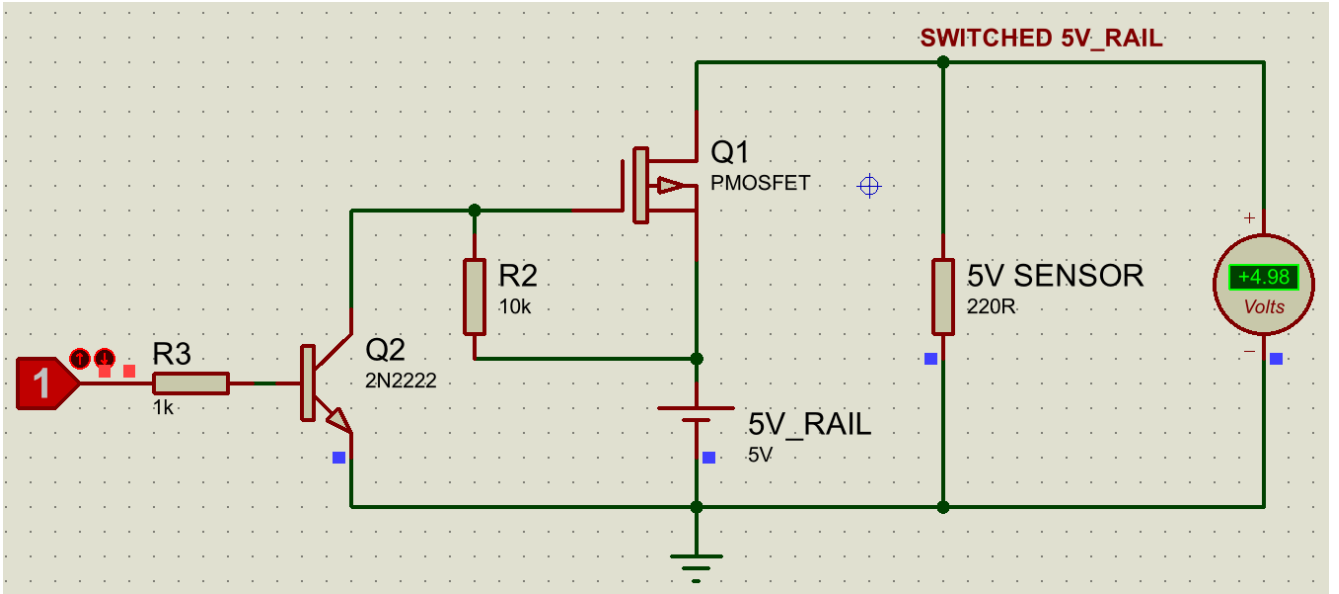 SWITCHED 5V_RAIL
Q1
PMOSFET
R2
10k
5V SENSOR
220R
+
+4.98
Volts
−
R3
1k
1
Q2
2N2222
5V_RAIL
5V